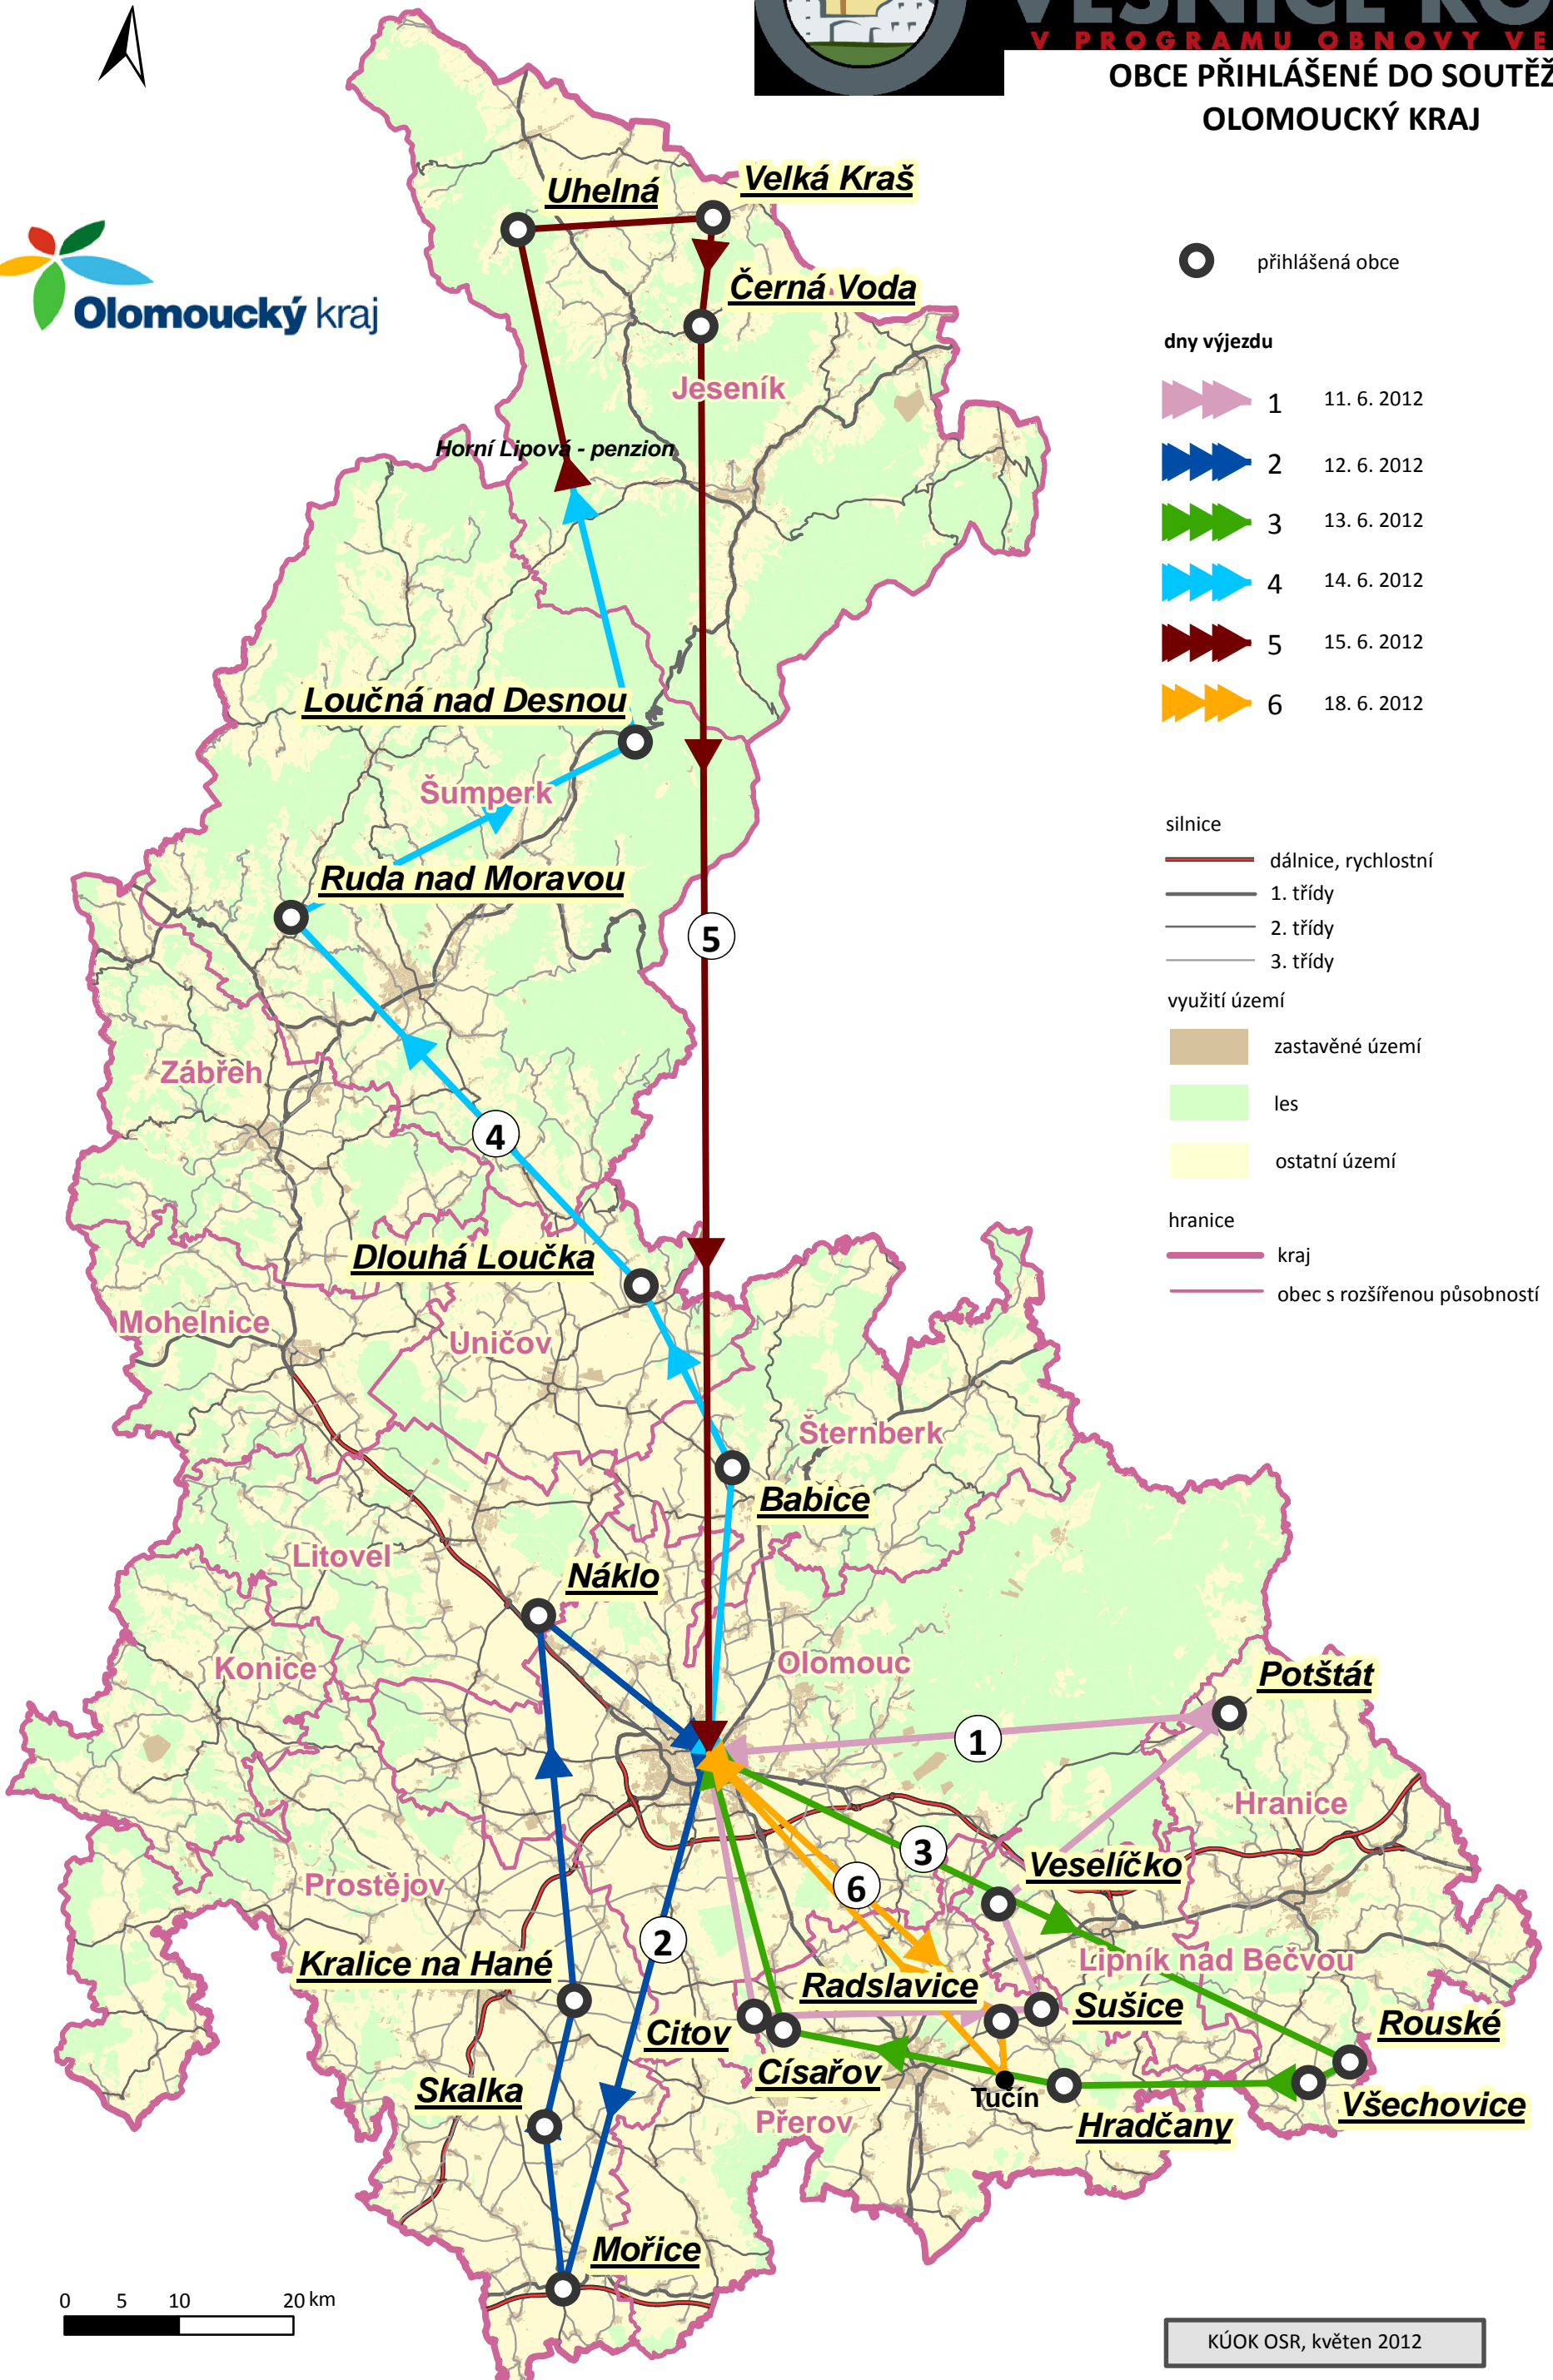 V PROGRAMU OBNOVY
OBCE PŘIHLÁŠENÉ DO
OLOMOUCKÝ KRAJ
Olomoucký kraj
přihlášená obce
dny výjezdu
1 11. 6. 2012
2 12. 6. 2012
3 13. 6. 2012
4 14. 6. 2012
5 15. 6. 2012
6 18. 6. 2012
silnice
dálnice, rychlostní
1. třídy
2. třídy
3. třídy
využití území
zastavěné území
les
ostatní území
hranice
kraj
obec s rozšířenou působností
Uhelná
Velká Kraš
Černá Voda
Jeseník
Horní Lipová - penzion
Loučná nad Desnou
Šumperk
Ruda nad Moravou
5
Zábřeh
4
Dlouhá Loučka
Mohelnice
Uničov
Šternberk
Babice
Litovel
Náklo
Konice
Olomouc
Potštát
1
Hranice
3
Veselíčko
6
Prostějov
2
Kralice na Hané
Lipník nad Bečvou
Radslavice
Sušice
Citov
Rouské
Císařov
Skalka
Tučín
Všechovice
Přerov
Hradčany
Mořice
0 5 10 20 km
KÚOK OSR, květen 2012